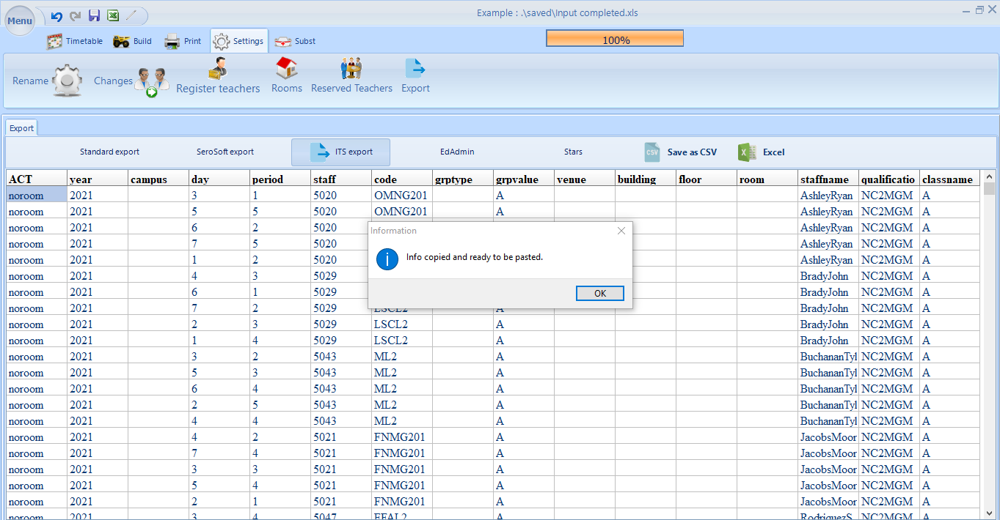 Example : .\saved\Input completed.xls
Menu
Timetable Build Print Settings Subst
100%
Rename Changes Register teachers Rooms Reserved Teachers Export
Export
Standard export SeroSoft export ITS export EdAdmin Stars CSV Save as CSV X Excel
ACT year campus day period staff code grptype grpvalue venue building floor room staffname qualificatio classname
noroom 2021 3 1 5020 OMNG201 A AshleyRyan NC2MGM A
noroom 2021 5 5 5020 OMNG201 A AshleyRyan NC2MGM A
noroom 2021 6 2 5020 AshleyRyan NC2MGM A
noroom 2021 7 5 5020 AshleyRyan NC2MGM A
noroom 2021 1 2 5020 AshleyRyan NC2MGM A
noroom 2021 4 3 5029 BradyJohn NC2MGM A
noroom 2021 6 1 5029 BradyJohn NC2MGM A
noroom 2021 7 2 5029 LSCL2 A BradyJohn NC2MGM A
noroom 2021 2 3 5029 LSCL2 A BradyJohn NC2MGM A
noroom 2021 1 4 5029 LSCL2 A BradyJohn NC2MGM A
noroom 2021 3 2 5043 ML2 A BuchananTyl NC2MGM A
noroom 2021 5 3 5043 ML2 A BuchananTyl NC2MGM A
noroom 2021 6 4 5043 ML2 A BuchananTyl NC2MGM A
noroom 2021 2 5 5043 ML2 A BuchananTyl NC2MGM A
noroom 2021 4 4 5043 ML2 A BuchananTyl NC2MGM A
noroom 2021 4 2 5021 FNMG201 A JacobsMoor NC2MGM A
noroom 2021 7 4 5021 FNMG201 A JacobsMoor NC2MGM A
noroom 2021 3 3 5021 FNMG201 A JacobsMoor NC2MGM A
noroom 2021 5 4 5021 FNMG201 A JacobsMoor NC2MGM A
noroom 2021 2 1 5021 FNMG201 A JacobsMoor NC2MGM A
noroom 2021 3 4 5047 A RodriguezS NC2MGM A
Information
Info copied and ready to be pasted.
OK